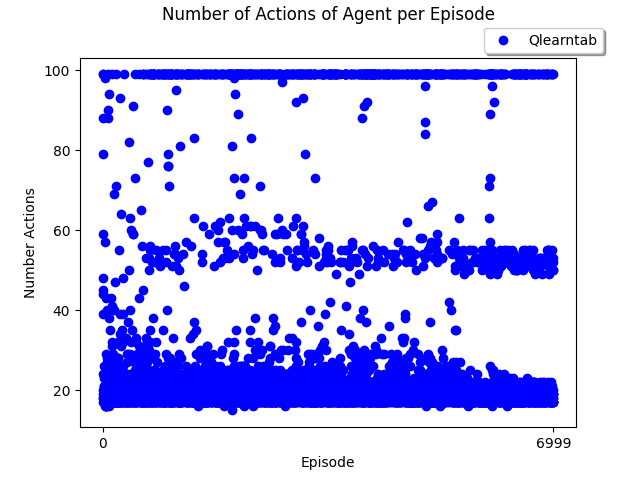 Number of Actions of Agent per Episode
Qlearntab
100
80
60
40
20
Number Actions
0
6999
Episode